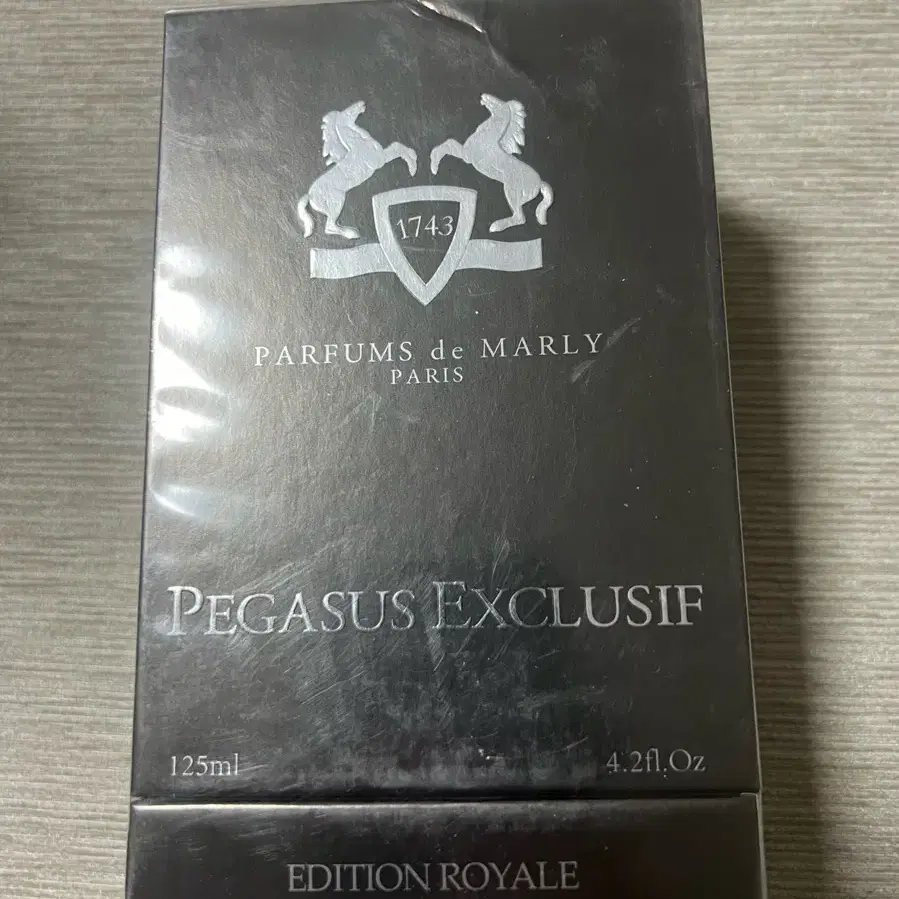 1743
PARFUMS de MARLY
PARIS
PEGASUS EXCLUSIF
125ml 4.2fl.Oz
EDITION ROYALE